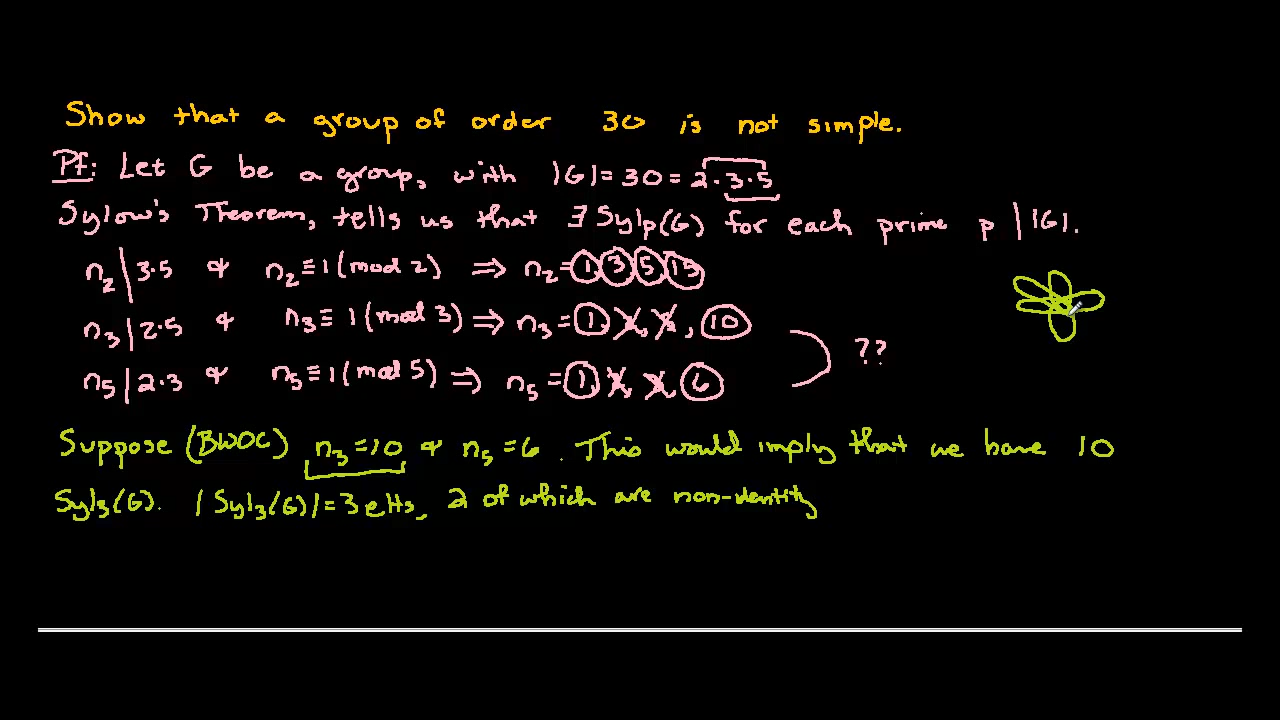 Show that a group of order 30 is not simple.
Pf: Let G be a group, with |G| = 30 = 2·3·5
Sylow's Theorem, tells us that ∃ Sylp(G) for each prime p | |G|.
n2 | 3·5 & n2 ≡ 1 (mod 2) ⟹ n2 = 1, 3, 5, 15
n3 | 2·5 & n3 ≡ 1 (mod 3) ⟹ n3 = 1, 2, 5, 10
n5 | 2·3 & n5 ≡ 1 (mod 5) ⟹ n5 = 1, 2, 3, 6
??
Suppose (BWOC) n3 = 10 & n5 = 6. This would imply that we have 10
Syl3(G). |Syl3(G)| = 3 elts, 2 of which are non-identity